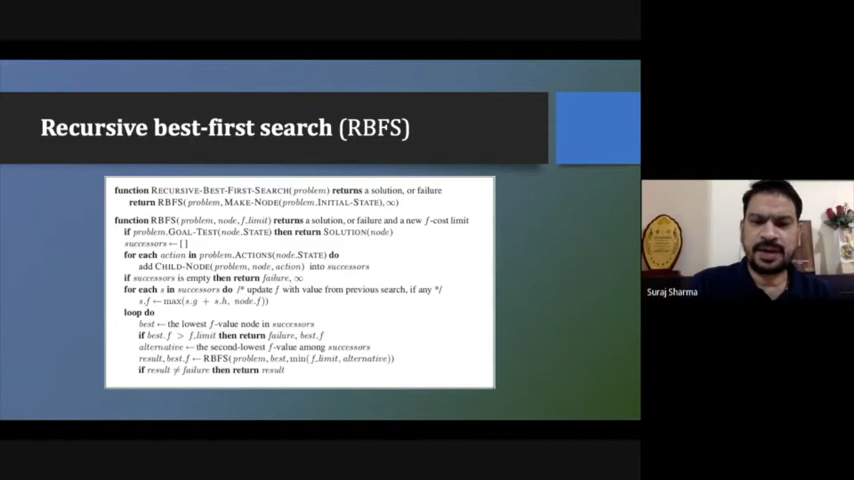 Recursive best-first search (RBFS)
function RECURSIVE-BEST-FIRST-SEARCH(problem) returns a solution, or failure
return RBFS(problem, MAKE-NODE(problem.INITIAL-STATE),∞)
function RBFS(problem, node, f_limit) returns a solution, or failure and a new f-cost limit
if problem.GOAL-TEST(node.STATE) then return SOLUTION(node)
successors ← [ ]
for each action in problem.ACTIONS(node.STATE) do
add CHILD-NODE(problem, node, action) into successors
if successors is empty then return failure, ∞
for each s in successors do /* update f with value from previous search, if any */
s.f ← max(s.g + s.h, node.f))
loop do
best ← the lowest f-value node in successors
if best.f > f_limit then return failure, best.f
alternative ← the second-lowest f-value among successors
result, best.f ← RBFS(problem, best, min(f_limit, alternative))
if result ≠ failure then return result
Suraj Sharma